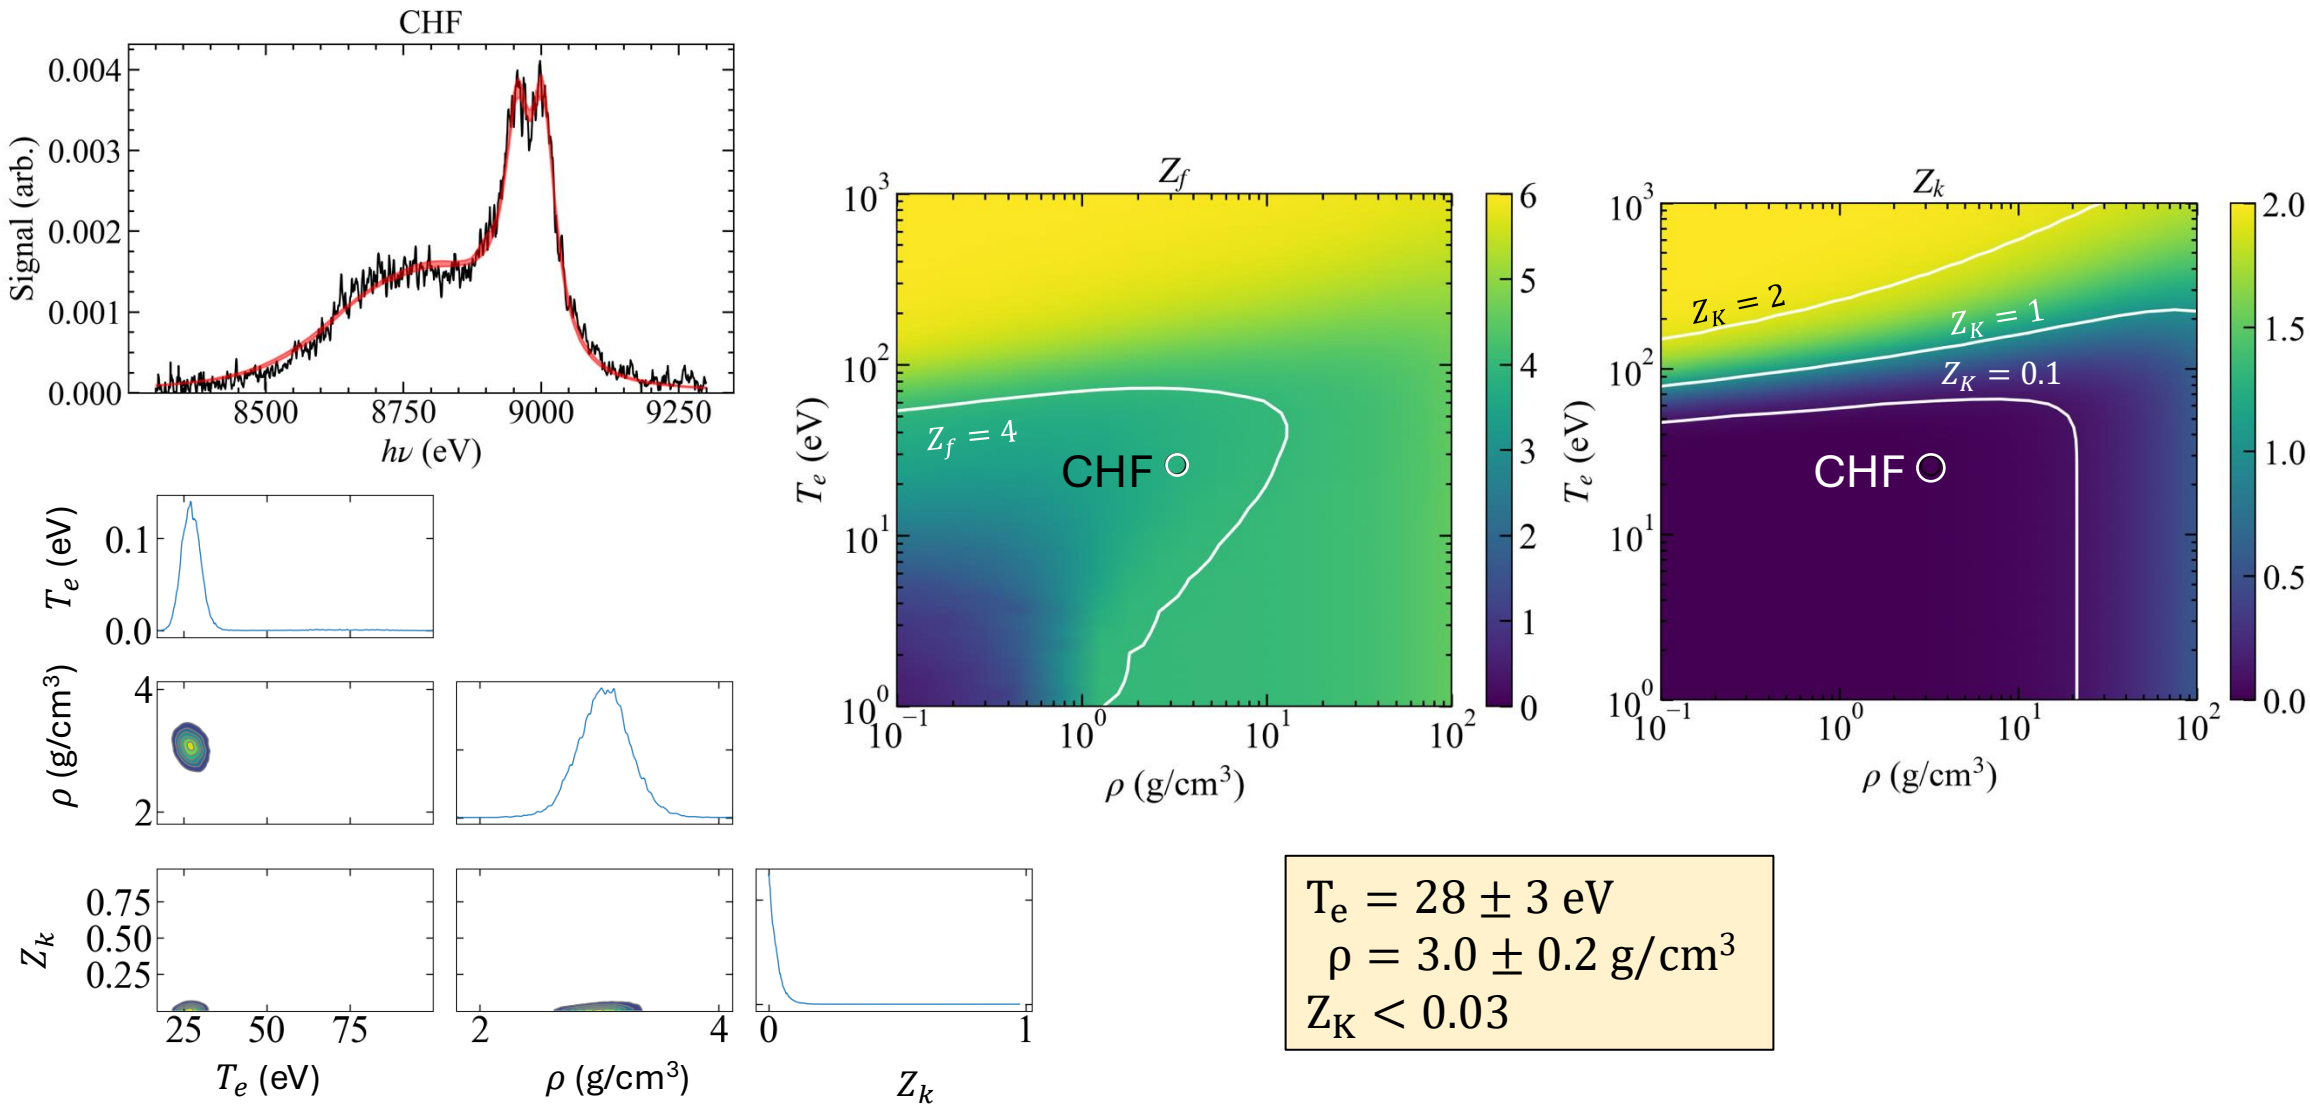 CHF
0.004
0.003
0.002
0.001
0.000
Signal (arb.)
8500 8750 9000 9250
hν (eV)
0.1
0.0
T_e (eV)
4
2
ρ (g/cm³)
0.75
0.50
0.25
Z_k
25 50 75
T_e (eV)
2 4
ρ (g/cm³)
0 1
Z_k
Z_f
10³
10²
10¹
10⁰
T_e (eV)
Z_f = 4
CHF
10⁻¹ 10⁰ 10¹ 10²
ρ (g/cm³)
6
5
4
3
2
1
0
Z_k
10³
10²
10¹
10⁰
T_e (eV)
Z_K = 2
Z_K = 1
Z_K = 0.1
CHF
10⁻¹ 10⁰ 10¹ 10²
ρ (g/cm³)
2.0
1.5
1.0
0.5
0.0
T_e = 28 ± 3 eV
ρ = 3.0 ± 0.2 g/cm³
Z_K < 0.03